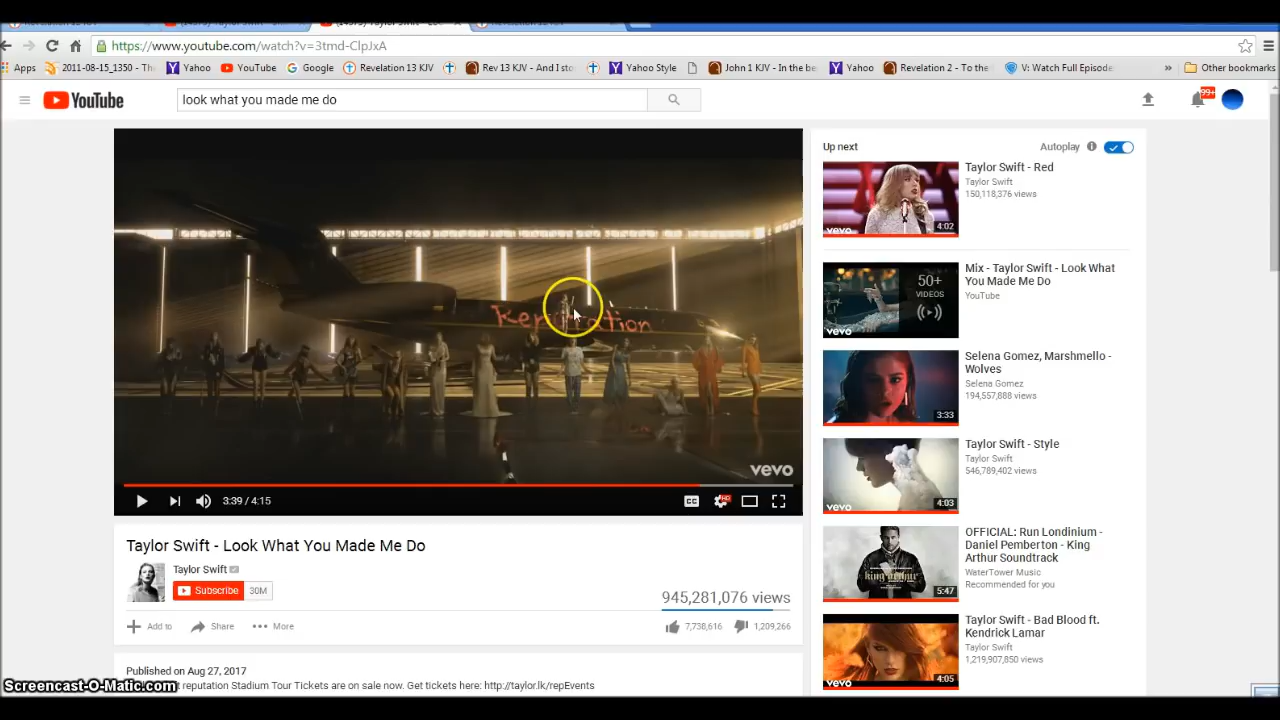 https://www.youtube.com/watch?v=3tmd-ClpJxA
Apps 2011-08-15_1350 - Th Yahoo YouTube Google Revelation 13 KJV Rev 13 KJV - And I sto Yahoo Style John 1 KJV - In the be Yahoo Revelation 2 - To the V: Watch Full Episode » Other bookmarks
YouTube
look what you made me do
99+
Reputation
vevo
3:39 / 4:15
CC
HD
Taylor Swift - Look What You Made Me Do
Taylor Swift
Subscribe 30M
945,281,076 views
Add to Share More
7,738,616 1,209,266
Published on Aug 27, 2017
reputation Stadium Tour Tickets are on sale now. Get tickets here: http://taylor.lk/repEvents
Up next Autoplay
Taylor Swift - Red
Taylor Swift
150,118,376 views
vevo 4:02
Mix - Taylor Swift - Look What
You Made Me Do
YouTube
50+
VIDEOS
vevo
Selena Gomez, Marshmello -
Wolves
Selena Gomez
194,557,888 views
3:33
Taylor Swift - Style
Taylor Swift
546,789,402 views
vevo 4:03
OFFICIAL: Run Londinium -
Daniel Pemberton - King
Arthur Soundtrack
WaterTower Music
Recommended for you
king arthur
5:47
Taylor Swift - Bad Blood ft.
Kendrick Lamar
Taylor Swift
1,219,907,850 views
vevo 4:05
Screencast-O-Matic.com